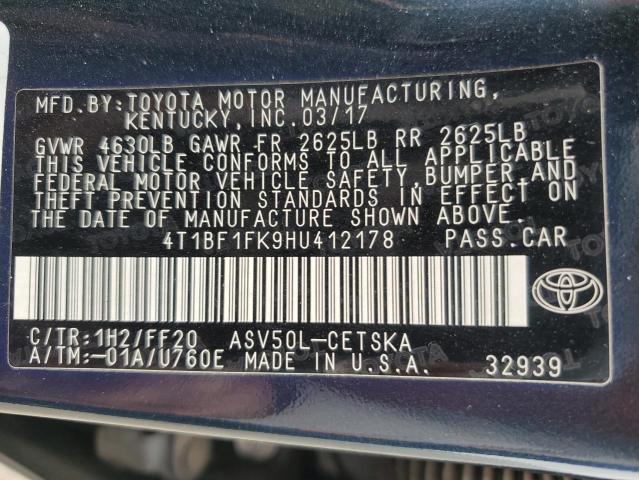 MFD.BY:TOYOTA MOTOR MANUFACTURING,
KENTUCKY,INC.03/17
GVWR 4630LB GAWR FR 2625LB RR 2625LB
THIS VEHICLE CONFORMS TO ALL APPLICABLE
FEDERAL MOTOR VEHICLE SAFETY,BUMPER,AND
THEFT PREVENTION STANDARDS IN EFFECT ON
THE DATE OF MANUFACTURE SHOWN ABOVE.
4T1BF1FK9HU412178 PASS.CAR
C/TR:1H2/FF20 ASV50L-CETSKA
A/TM:-01A/U760E MADE IN U.S.A. 32939